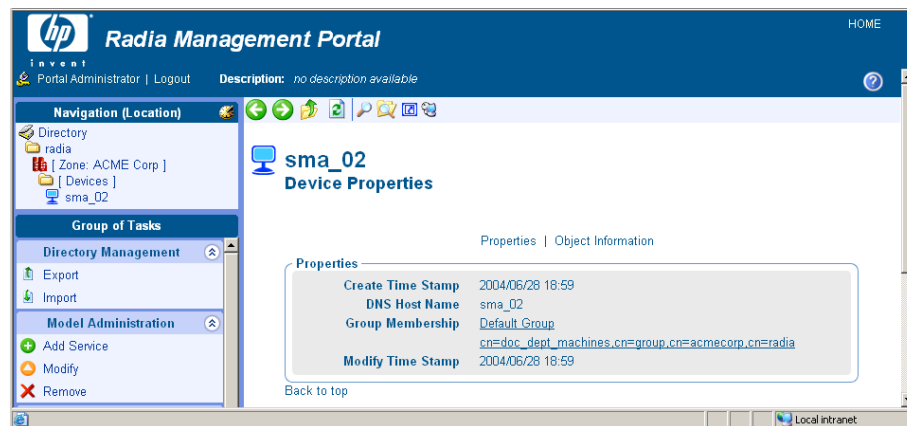 hp
invent
Radia Management Portal
HOME
Portal Administrator | Logout
Description: no description available
?
Navigation (Location)
Directory
radia
[ Zone: ACME Corp ]
[ Devices ]
sma_02
Group of Tasks
Directory Management
Export
Import
Model Administration
Add Service
Modify
Remove
sma_02
Device Properties
Properties | Object Information
Properties
Create Time Stamp 2004/06/28 18:59
DNS Host Name sma_02
Group Membership Default Group
cn=doc_dept_machines,cn=group,cn=acmecorp,cn=radia
Modify Time Stamp 2004/06/28 18:59
Back to top
Local intranet